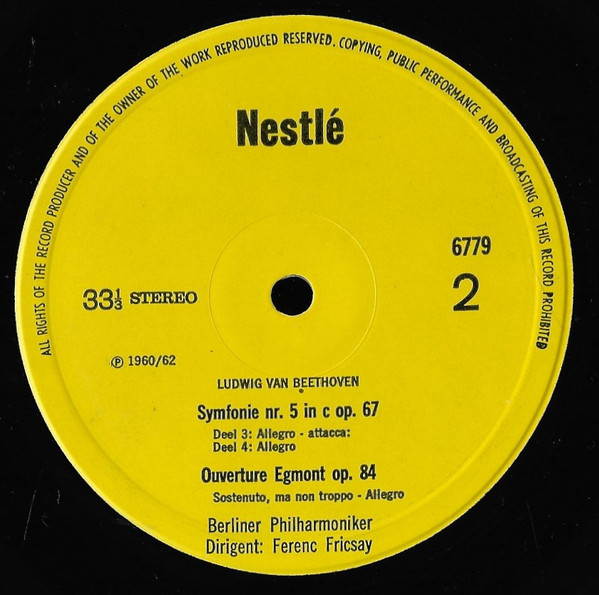 ALL RIGHTS OF THE RECORD PRODUCER AND OF THE OWNER OF THE WORK REPRODUCED RESERVED. COPYING, PUBLIC PERFORMANCE AND BROADCASTING OF THIS RECORD PROHIBITED
Nestlé
6779
33⅓ STEREO
2
℗ 1960/62
LUDWIG VAN BEETHOVEN
Symfonie nr. 5 in c op. 67
Deel 3: Allegro - attacca:
Deel 4: Allegro
Ouverture Egmont op. 84
Sostenuto, ma non troppo - Allegro
Berliner Philharmoniker
Dirigent: Ferenc Fricsay